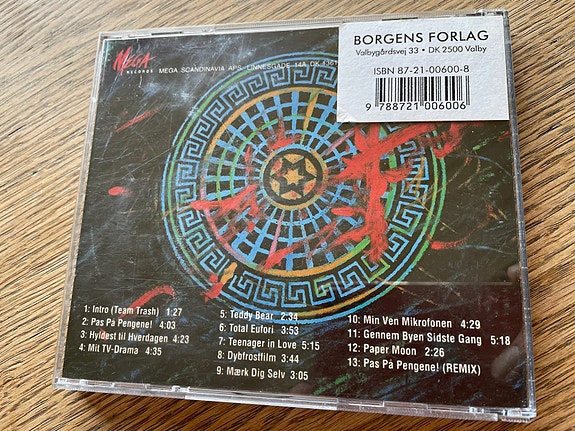 MEGA
RECORDS
MEGA SCANDINAVIA APS. LINNESGADE 14A DK 1361
BORGENS FORLAG
Valbygårdsvej 33 • DK 2500 Valby
ISBN 87-21-00600-8
9 788721 006006
1: Intro (Team Trash) 1:27
2: Pas På Pengene! 4:03
3: Hyldest til Hverdagen 4:23
4: Mit TV-Drama 4:35
5: Teddy Bear 2:34
6: Total Eufori 3:53
7: Teenager in Love 5:15
8: Dybfrostfilm 3:44
9: Mærk Dig Selv 3:05
10: Min Ven Mikrofonen 4:29
11: Gennem Byen Sidste Gang 5:18
12: Paper Moon 2:26
13: Pas På Pengene! (REMIX)